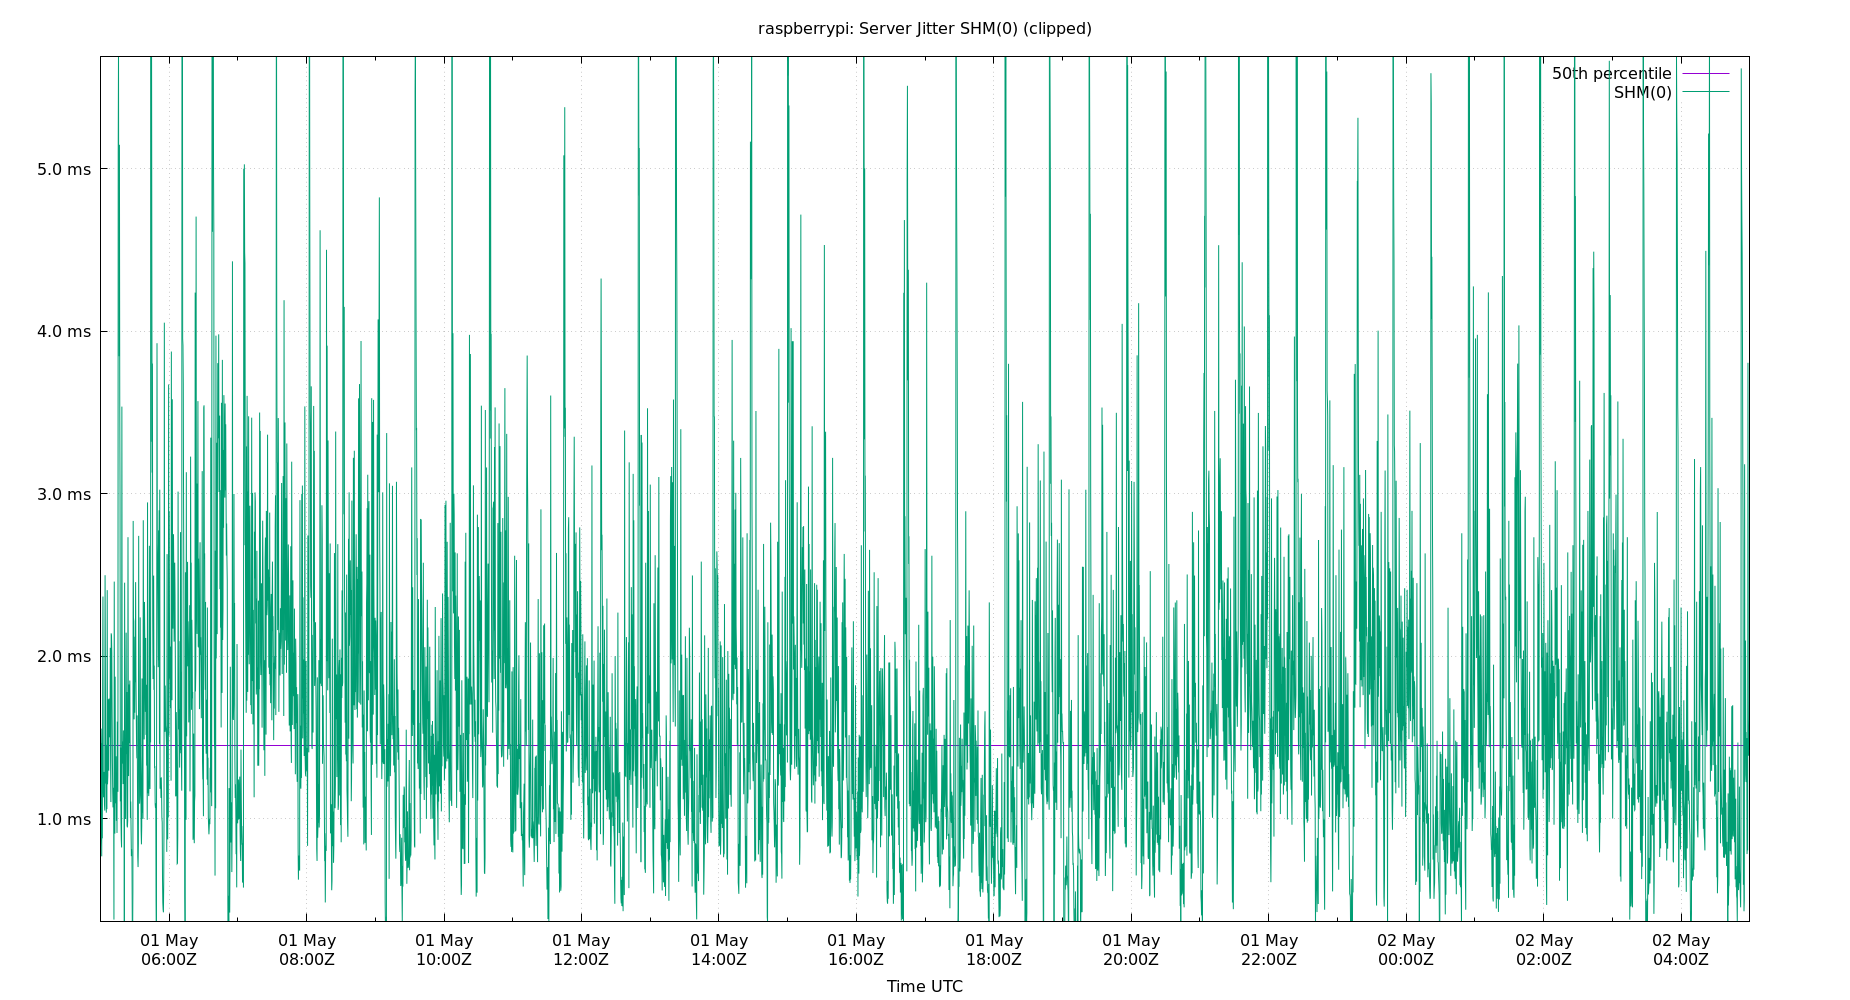 raspberrypi: Server Jitter SHM(0) (clipped)
50th percentile
SHM(0)
5.0 ms
4.0 ms
3.0 ms
2.0 ms
1.0 ms
01 May 01 May 01 May 01 May 01 May 01 May 01 May 01 May 01 May 02 May 02 May 02 May
06:00Z 08:00Z 10:00Z 12:00Z 14:00Z 16:00Z 18:00Z 20:00Z 22:00Z 00:00Z 02:00Z 04:00Z
Time UTC